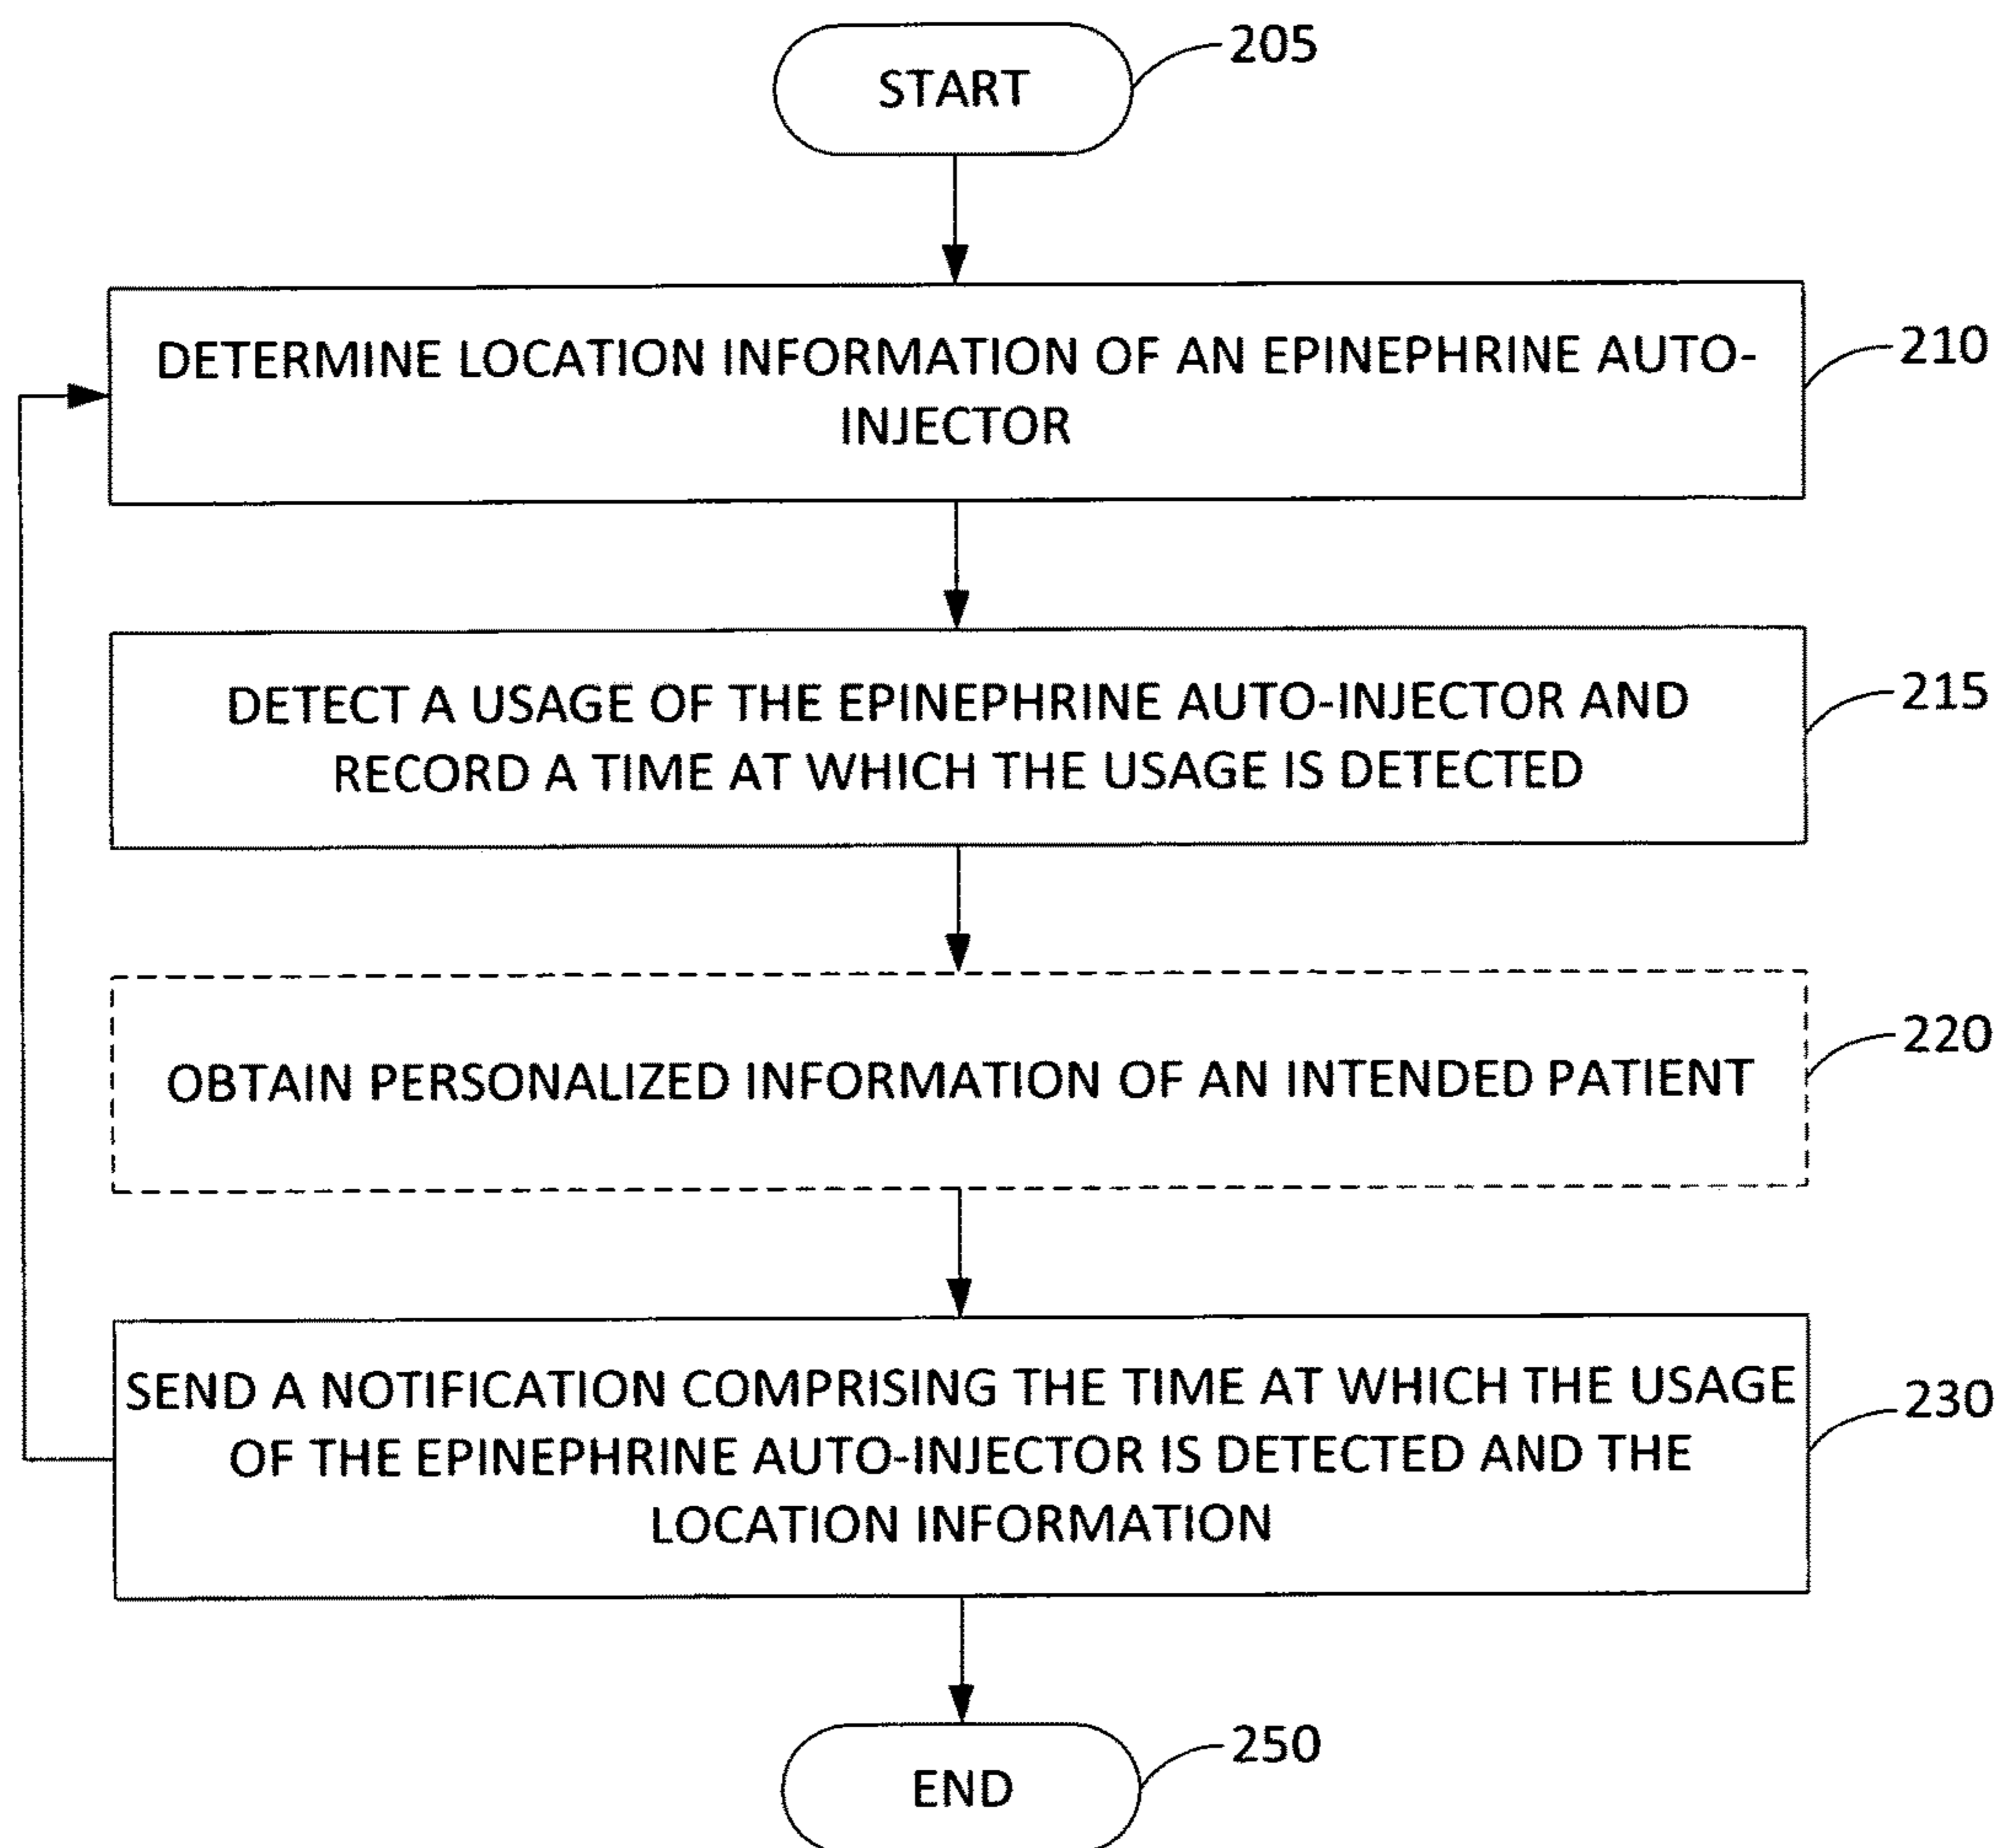 START
205
DETERMINE LOCATION INFORMATION OF AN EPINEPHRINE AUTO-
INJECTOR
210
DETECT A USAGE OF THE EPINEPHRINE AUTO-INJECTOR AND
RECORD A TIME AT WHICH THE USAGE IS DETECTED
215
OBTAIN PERSONALIZED INFORMATION OF AN INTENDED PATIENT
220
SEND A NOTIFICATION COMPRISING THE TIME AT WHICH THE USAGE
OF THE EPINEPHRINE AUTO-INJECTOR IS DETECTED AND THE
LOCATION INFORMATION
230
END
250